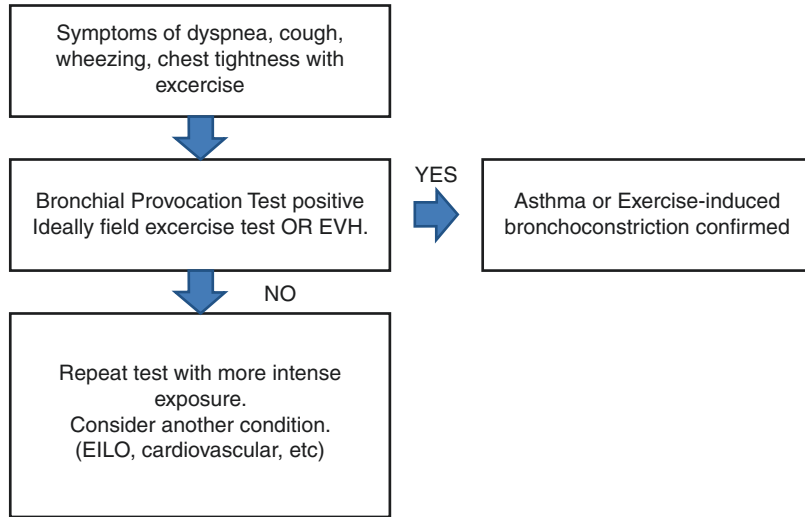 Symptoms of dyspnea, cough,
wheezing, chest tightness with
excercise
YES
Bronchial Provocation Test positive
Ideally field excercise test OR EVH.
Asthma or Exercise-induced
bronchoconstriction confirmed
NO
Repeat test with more intense
exposure.
Consider another condition.
(EILO, cardiovascular, etc)